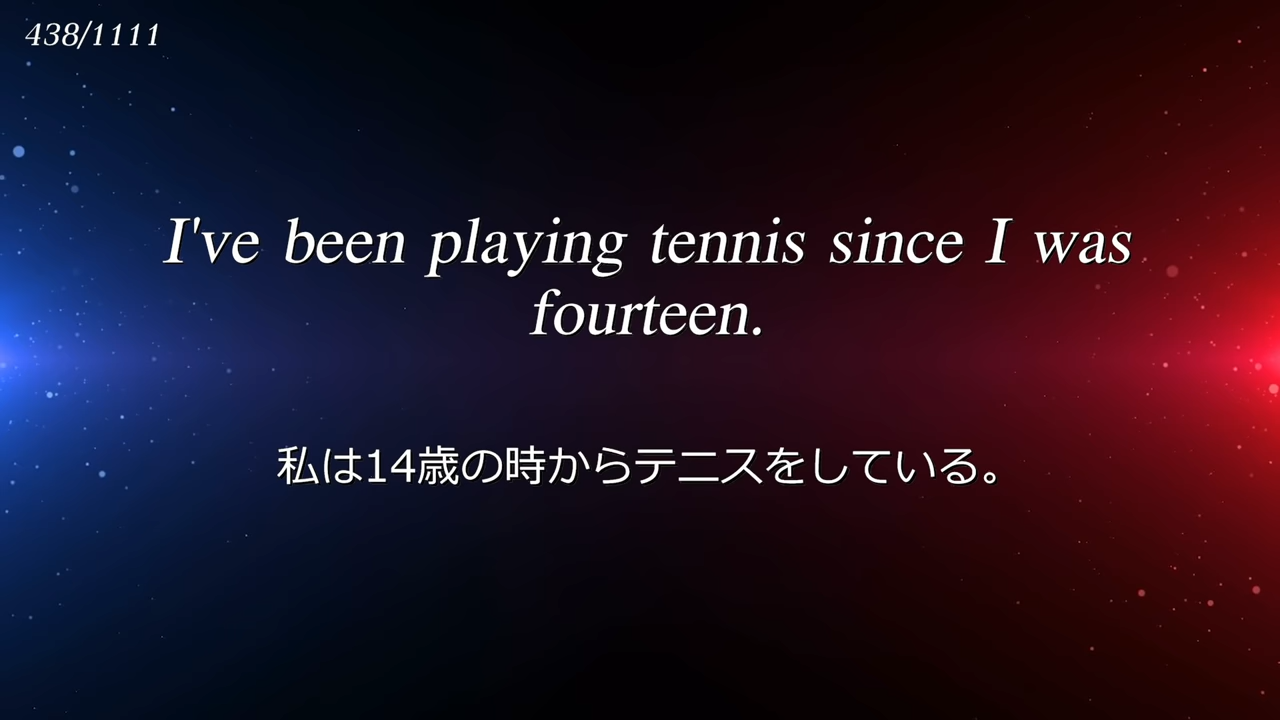 438/1111
I've been playing tennis since I was
fourteen.
私は14歳の時からテニスをしている。